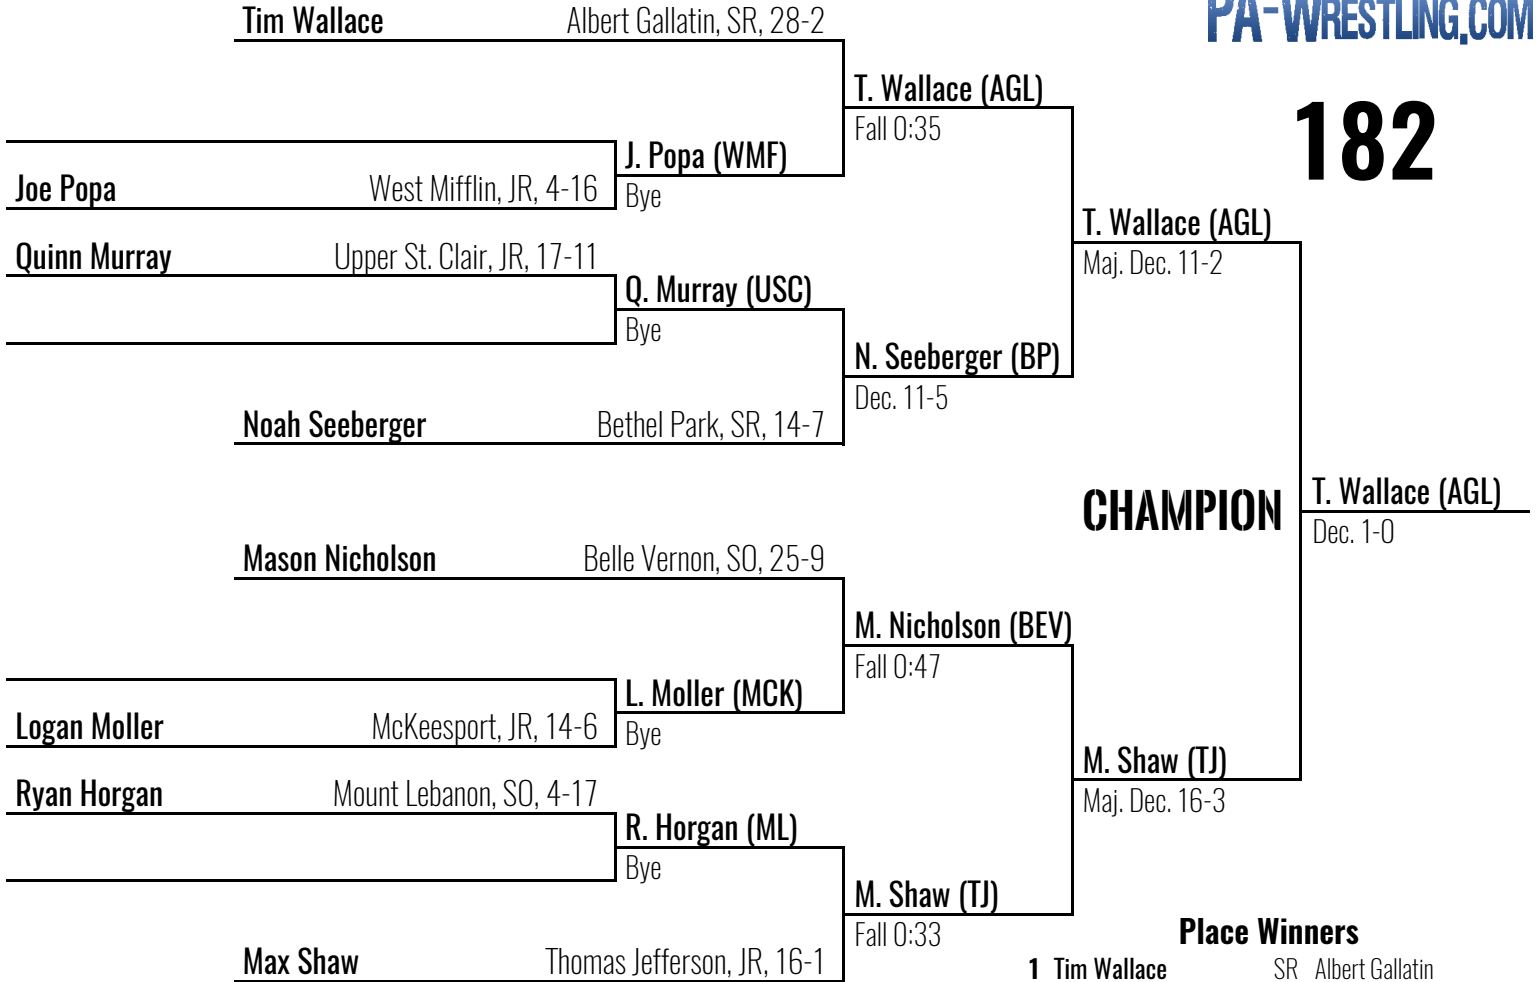 PA-WRESTLING.COM
Tim Wallace Albert Gallatin, SR, 28-2
T. Wallace (AGL)
Fall 0:35
182
J. Popa (WMF)
Joe Popa West Mifflin, JR, 4-16
Bye
T. Wallace (AGL)
Quinn Murray Upper St. Clair, JR, 17-11
Maj. Dec. 11-2
Q. Murray (USC)
Bye
N. Seeberger (BP)
Dec. 11-5
Noah Seeberger Bethel Park, SR, 14-7
CHAMPION
T. Wallace (AGL)
Dec. 1-0
Mason Nicholson Belle Vernon, SO, 25-9
M. Nicholson (BEV)
Fall 0:47
L. Moller (MCK)
Logan Moller McKeesport, JR, 14-6
Bye
M. Shaw (TJ)
Ryan Horgan Mount Lebanon, SO, 4-17
Maj. Dec. 16-3
R. Horgan (ML)
Bye
M. Shaw (TJ)
Fall 0:33
Place Winners
Max Shaw Thomas Jefferson, JR, 16-1
1 Tim Wallace SR Albert Gallatin